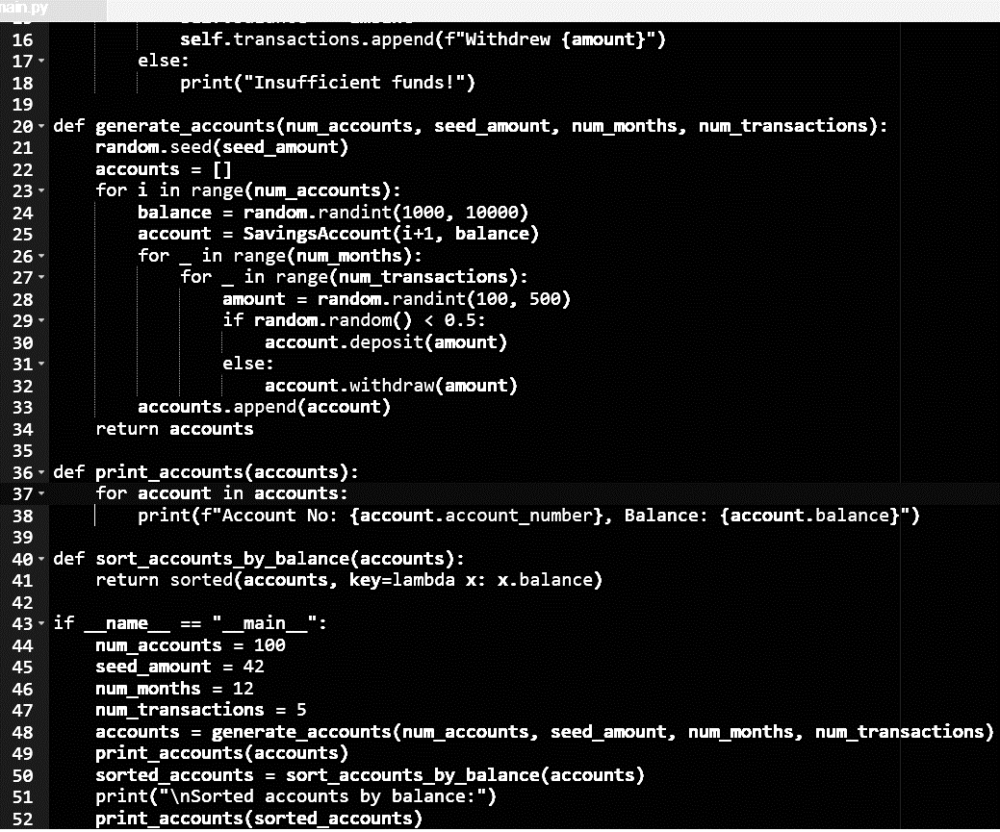 main.py
16 self.transactions.append(f"Withdrew {amount}")
17 else:
18 print("Insufficient funds!")
19
20 def generate_accounts(num_accounts, seed_amount, num_months, num_transactions):
21 random.seed(seed_amount)
22 accounts = []
23 for i in range(num_accounts):
24 balance = random.randint(1000, 10000)
25 account = SavingsAccount(i+1, balance)
26 for _ in range(num_months):
27 for _ in range(num_transactions):
28 amount = random.randint(100, 500)
29 if random.random() < 0.5:
30 account.deposit(amount)
31 else:
32 account.withdraw(amount)
33 accounts.append(account)
34 return accounts
35
36 def print_accounts(accounts):
37 for account in accounts:
38 print(f"Account No: {account.account_number}, Balance: {account.balance}")
39
40 def sort_accounts_by_balance(accounts):
41 return sorted(accounts, key=lambda x: x.balance)
42
43 if __name__ == "__main__":
44 num_accounts = 100
45 seed_amount = 42
46 num_months = 12
47 num_transactions = 5
48 accounts = generate_accounts(num_accounts, seed_amount, num_months, num_transactions)
49 print_accounts(accounts)
50 sorted_accounts = sort_accounts_by_balance(accounts)
51 print("\nSorted accounts by balance:")
52 print_accounts(sorted_accounts)